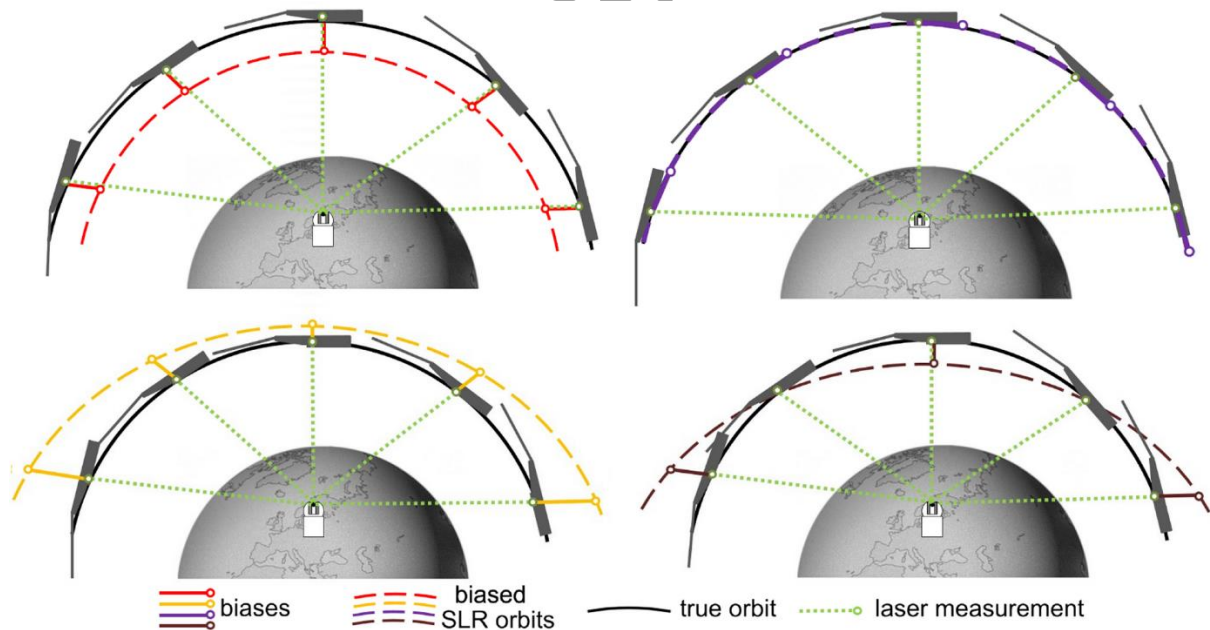 biases
biased
SLR orbits
true orbit
laser measurement